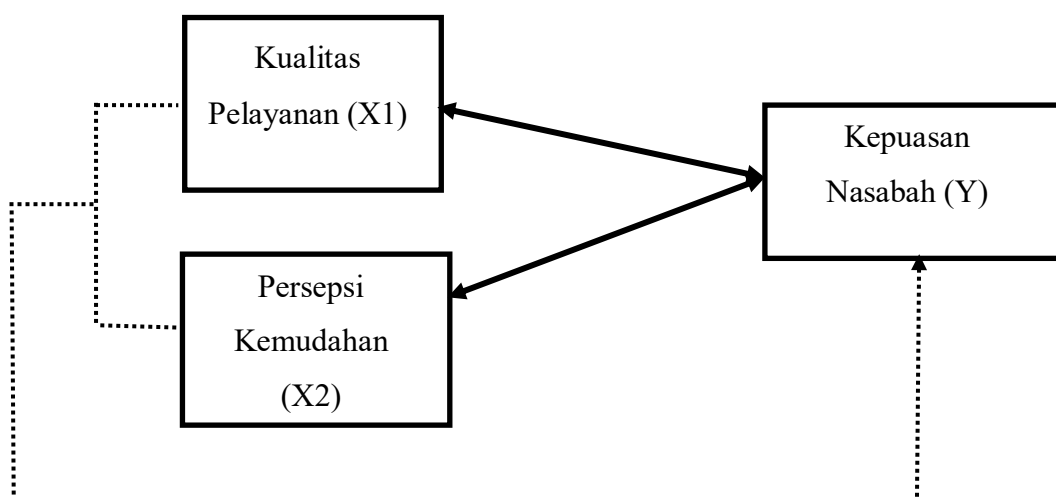 Kualitas
Pelayanan (X1)
Kepuasan
Nasabah (Y)
Persepsi
Kemudahan
(X2)